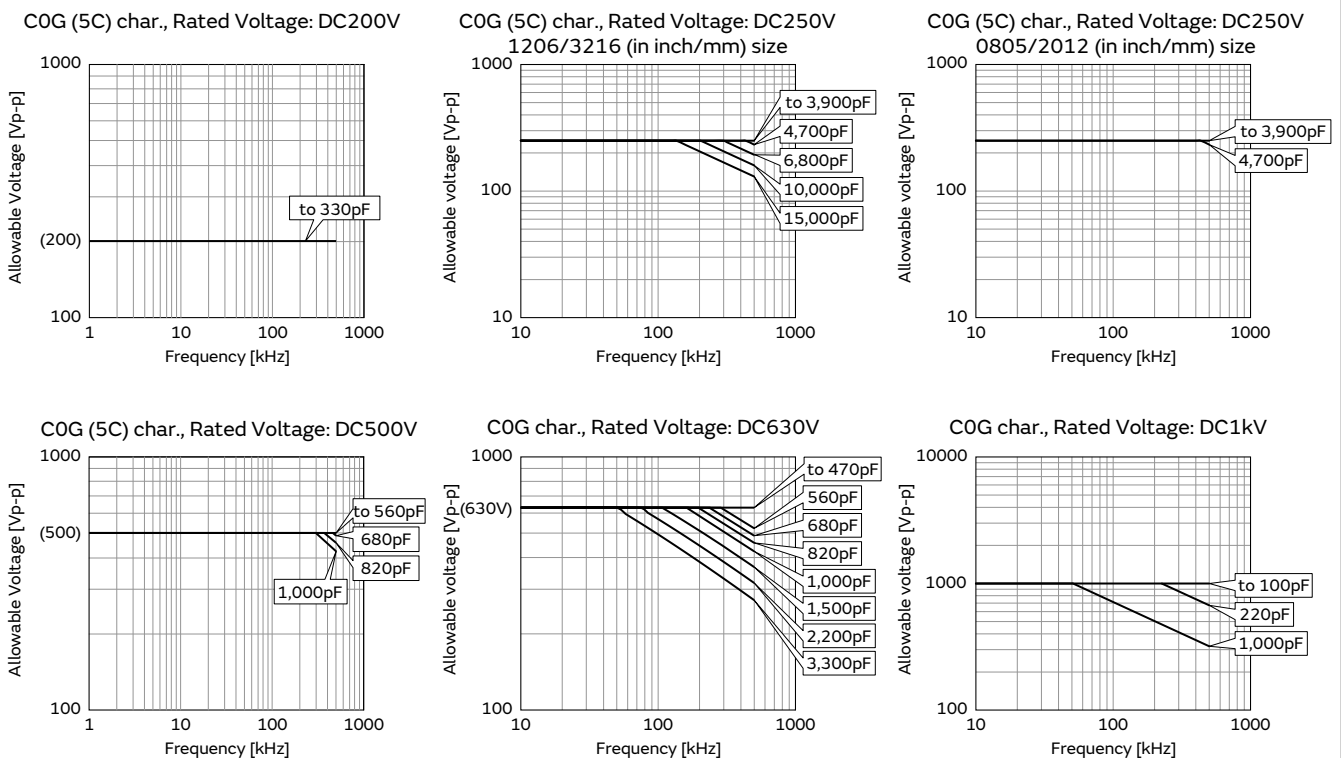 C0G (5C) char., Rated Voltage: DC200V
1000
Allowable Voltage [Vp-p]
to 330pF
(200)
100
1
10
100
1000
Frequency [kHz]
C0G (5C) char., Rated Voltage: DC250V
1206/3216 (in inch/mm) size
1000
Allowable voltage [Vp-p]
to 3,900pF
4,700pF
6,800pF
10,000pF
15,000pF
100
10
10
100
1000
Frequency [kHz]
C0G (5C) char., Rated Voltage: DC250V
0805/2012 (in inch/mm) size
1000
Allowable voltage [Vp-p]
to 3,900pF
4,700pF
100
10
10
100
1000
Frequency [kHz]
C0G (5C) char., Rated Voltage: DC500V
1000
Allowable Voltage [Vp-p]
(500)
to 560pF
680pF
820pF
1,000pF
100
1
10
100
1000
Frequency [kHz]
C0G char., Rated Voltage: DC630V
1000
Allowable voltage [Vp-p]
(630V)
to 470pF
560pF
680pF
820pF
1,000pF
1,500pF
2,200pF
3,300pF
100
10
100
1000
Frequency [kHz]
C0G char., Rated Voltage: DC1kV
10000
Allowable voltage [Vp-p]
1000
to 100pF
220pF
1,000pF
100
10
100
1000
Frequency [kHz]